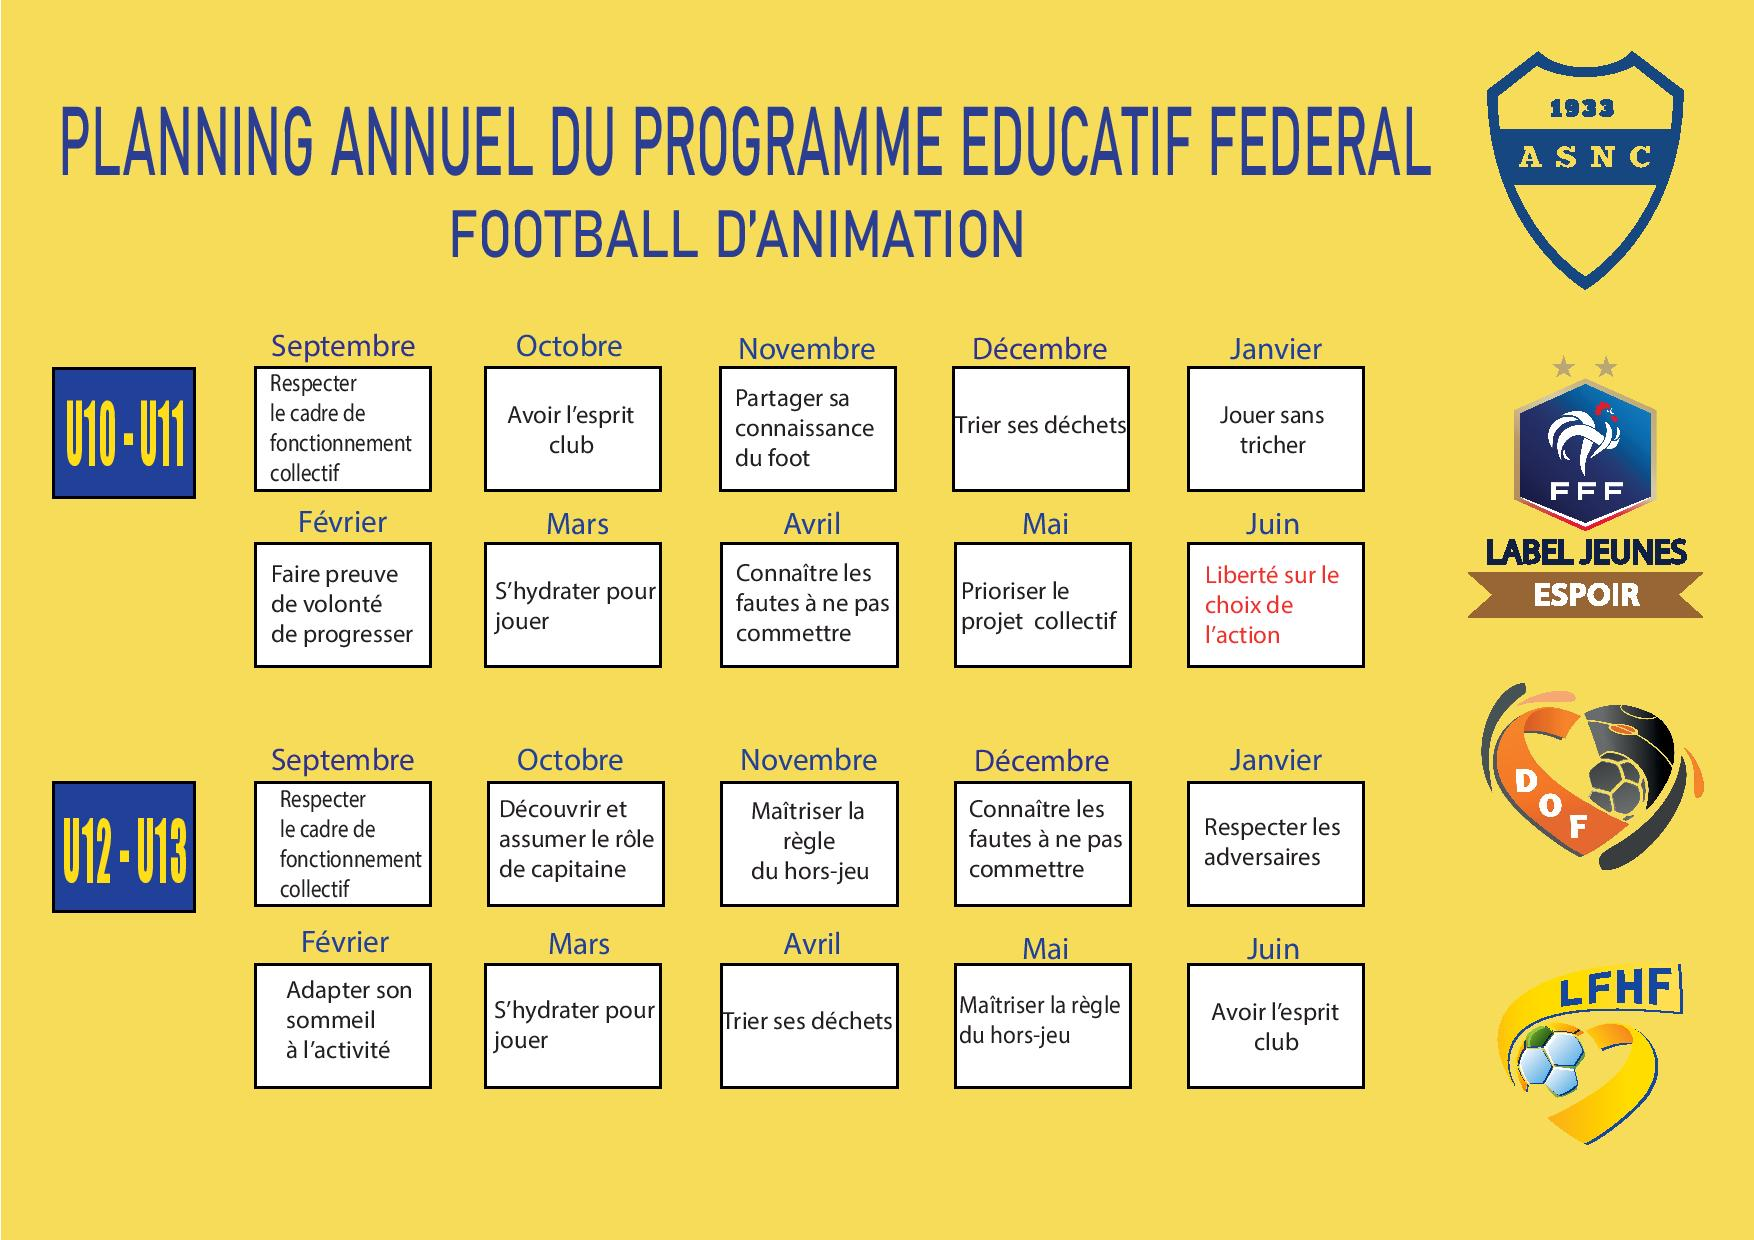 PLANNING ANNUEL DU PROGRAMME EDUCATIF FEDERAL
FOOTBALL D'ANIMATION
1933
ASNC
U10 - U11
Septembre
Respecter
le cadre de
fonctionnement
collectif
Octobre
Avoir l'esprit
club
Novembre
Partager sa
connaissance
du foot
Décembre
Trier ses déchets
Janvier
Jouer sans
tricher
Février
Faire preuve
de volonté
de progresser
Mars
S'hydrater pour
jouer
Avril
Connaître les
fautes à ne pas
commettre
Mai
Prioriser le
projet collectif
Juin
Liberté sur le
choix de
l'action
FFF
LABEL JEUNES
ESPOIR
U12 - U13
Septembre
Respecter
le cadre de
fonctionnement
collectif
Octobre
Découvrir et
assumer le rôle
de capitaine
Novembre
Maîtriser la
règle
du hors-jeu
Décembre
Connaître les
fautes à ne pas
commettre
Janvier
Respecter les
adversaires
Février
Adapter son
sommeil
à l'activité
Mars
S'hydrater pour
jouer
Avril
Trier ses déchets
Mai
Maîtriser la règle
du hors-jeu
Juin
Avoir l'esprit
club
DOF
LFHF